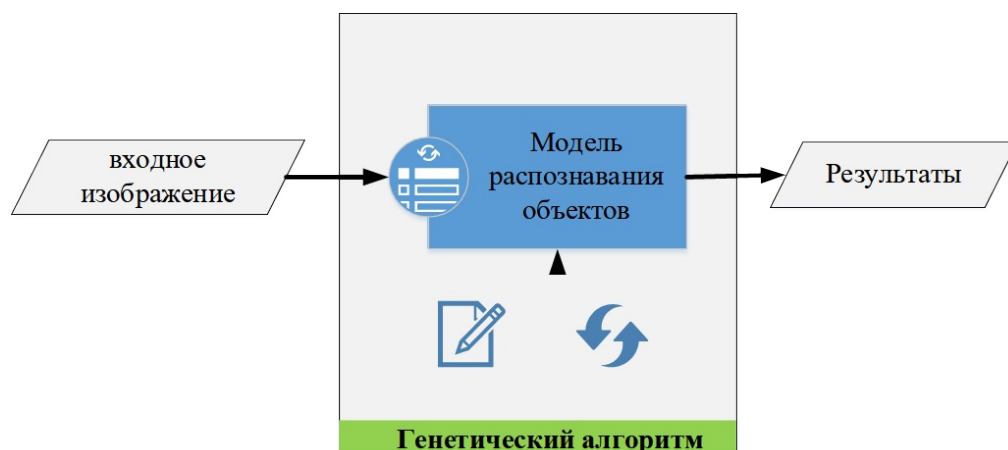 входное
изображение
Модель
распознавания
объектов
Результаты
Генетический алгоритм